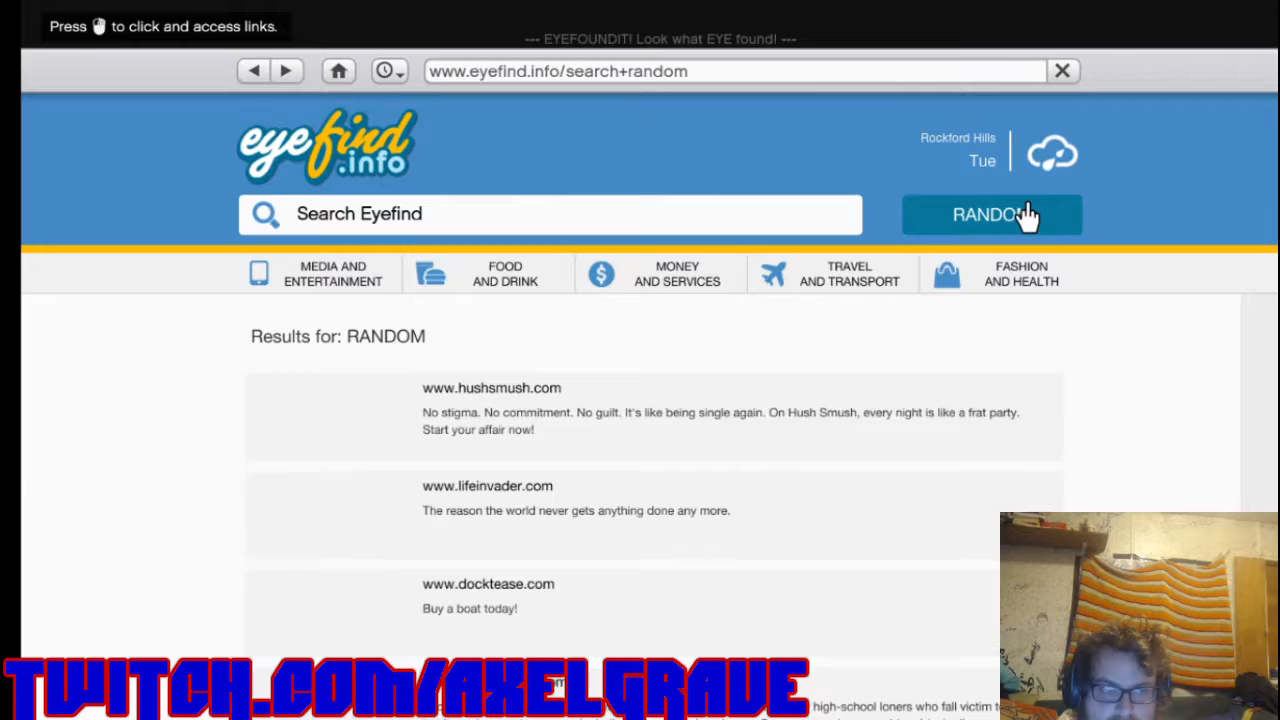 Press to click and access links.
--- EYEFOUNDIT! Look what EYE found! ---
www.eyefind.info/search+random
eyefind
.info
Rockford Hills
Tue
Search Eyefind
RANDOM
MEDIA AND
ENTERTAINMENT
FOOD
AND DRINK
MONEY
AND SERVICES
TRAVEL
AND TRANSPORT
FASHION
AND HEALTH
Results for: RANDOM
www.hushsmush.com
No stigma. No commitment. No guilt. It's like being single again. On Hush Smush, every night is like a frat party.
Start your affair now!
www.lifeinvader.com
The reason the world never gets anything done any more.
www.docktease.com
Buy a boat today!
high-school loners who fall victim
TWITCH.COM/AXELGRAVE